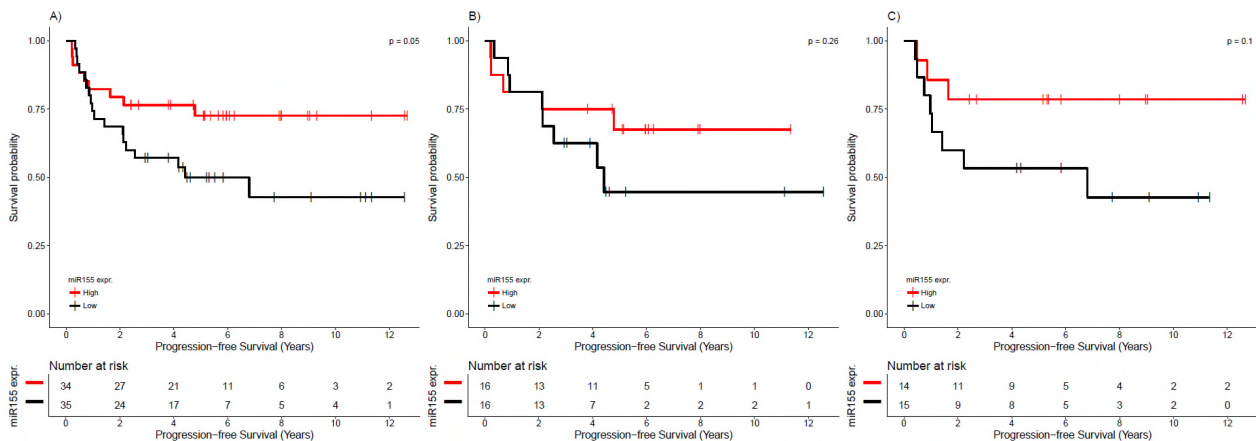 A)
p = 0.05
1.00
0.75
0.50
0.25
0.00
Survival probability
miR155 expr.
High
Low
0 2 4 6 8 10 12
Progression-free Survival (Years)
Number at risk
miR155 expr.
34 27 21 11 6 3 2
35 24 17 7 5 4 1
0 2 4 6 8 10 12
Progression-free Survival (Years)
B)
p = 0.26
1.00
0.75
0.50
0.25
0.00
Survival probability
miR155 expr.
High
Low
0 2 4 6 8 10 12
Progression-free Survival (Years)
Number at risk
miR155 expr.
16 13 11 5 1 1 0
16 13 7 2 2 2 1
0 2 4 6 8 10 12
Progression-free Survival (Years)
C)
p = 0.1
1.00
0.75
0.50
0.25
0.00
Survival probability
miR155 expr.
High
Low
0 2 4 6 8 10 12
Progression-free Survival (Years)
Number at risk
miR155 expr.
14 11 9 5 4 2 2
15 9 8 5 3 2 0
0 2 4 6 8 10 12
Progression-free Survival (Years)